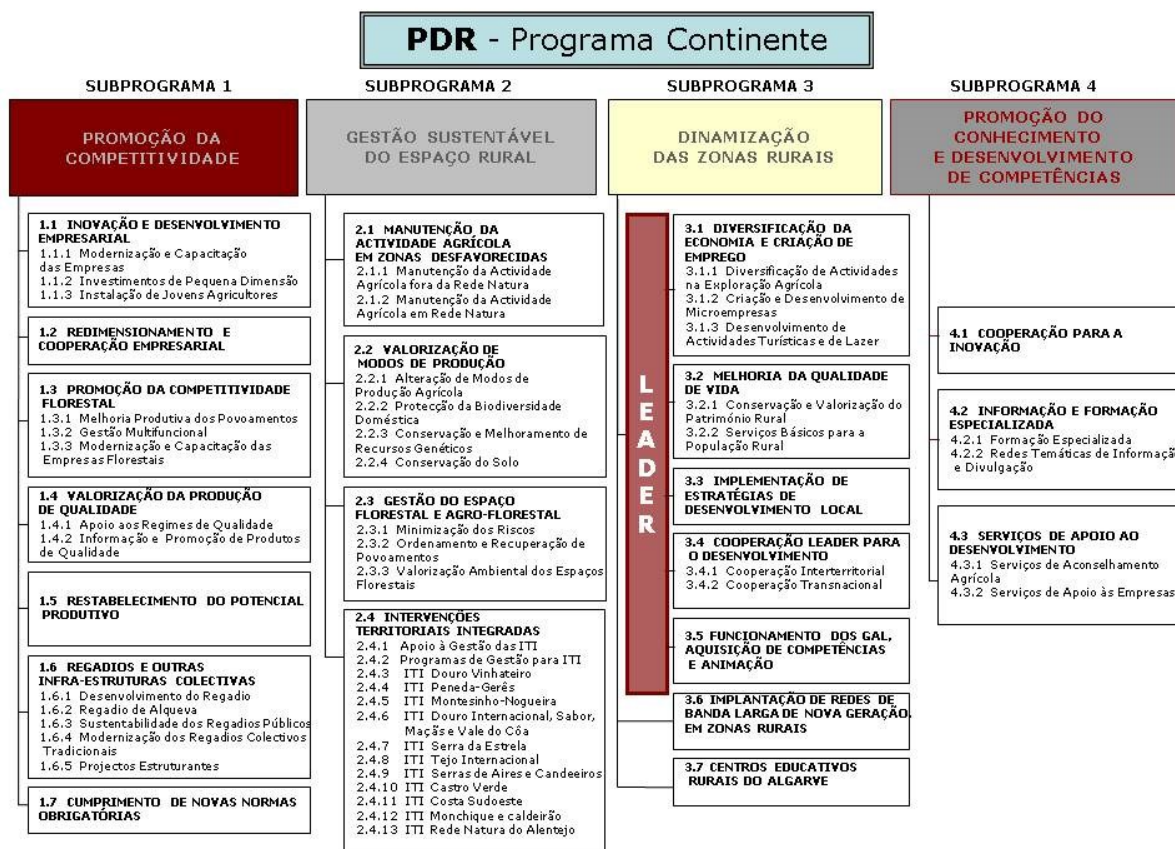 PDR - Programa Continente
SUBPROGRAMA 1
PROMOÇÃO DA
COMPETITIVIDADE
1.1 INOVAÇÃO E DESENVOLVIMENTO
EMPRESARIAL
1.1.1 Modernização e Capacitação
das Empresas
1.1.2 Investimentos de Pequena Dimensão
1.1.3 Instalação de Jovens Agricultores
1.2 REDIMENSIONAMENTO E
COOPERAÇÃO EMPRESARIAL
1.3 PROMOÇÃO DA COMPETITIVIDADE
FLORESTAL
1.3.1 Melhoria Produtiva dos Povoamentos
1.3.2 Gestão Multifuncional
1.3.3 Modernização e Capacitação das
Empresas Florestais
1.4 VALORIZAÇÃO DA PRODUÇÃO
DE QUALIDADE
1.4.1 Apoio aos Regimes de Qualidade
1.4.2 Informação e Promoção de Produtos
de Qualidade
1.5 RESTABELECIMENTO DO POTENCIAL
PRODUTIVO
1.6 REGADIOS E OUTRAS
INFRA-ESTRUTURAS COLECTIVAS
1.6.1 Desenvolvimento do Regadio
1.6.2 Regadio de Alqueva
1.6.3 Sustentabilidade dos Regadios Públicos
1.6.4 Modernização dos Regadios Colectivos
Tradicionais
1.6.5 Projectos Estruturantes
1.7 CUMPRIMENTO DE NOVAS NORMAS
OBRIGATÓRIAS
SUBPROGRAMA 2
GESTÃO SUSTENTÁVEL
DO ESPAÇO RURAL
2.1 MANUTENÇÃO DA
ACTIVIDADE AGRÍCOLA
EM ZONAS DESFAVORECIDAS
2.1.1 Manutenção da Actividade
Agrícola fora da Rede Natura
2.1.2 Manutenção da Actividade
Agrícola em Rede Natura
2.2 VALORIZAÇÃO DE
MODOS DE PRODUÇÃO
2.2.1 Alteração de Modos de
Produção Agrícola
2.2.2 Protecção da Biodiversidade
Doméstica
2.2.3 Conservação e Melhoramento de
Recursos Genéticos
2.2.4 Conservação do Solo
2.3 GESTÃO DO ESPAÇO
FLORESTAL E AGRO-FLORESTAL
2.3.1 Minimização dos Riscos
2.3.2 Ordenamento e Recuperação de
Povoamentos
2.3.3 Valorização Ambiental dos Espaços
Florestais
2.4 INTERVENÇÕES
TERRITORIAIS INTEGRADAS
2.4.1 Apoio à Gestão das ITI
2.4.2 Programas de Gestão para ITI
2.4.3 ITI Douro Vinhateiro
2.4.4 ITI Peneda-Gerês
2.4.5 ITI Montesinho-Nogueira
2.4.6 ITI Douro Internacional, Sabor,
Maçãs e Vale do Côa
2.4.7 ITI Serra da Estrela
2.4.8 ITI Tejo Internacional
2.4.9 ITI Serras de Aires e Candeeiros
2.4.10 ITI Castro Verde
2.4.11 ITI Costa Sudoeste
2.4.12 ITI Monchique e caldeirão
2.4.13 ITI Rede Natura do Alentejo
SUBPROGRAMA 3
DINAMIZAÇÃO
DAS ZONAS RURAIS
LEADER
3.1 DIVERSIFICAÇÃO DA
ECONOMIA E CRIAÇÃO DE
EMPREGO
3.1.1 Diversificação de Actividades
na Exploração Agrícola
3.1.2 Criação e Desenvolvimento de
Microempresas
3.1.3 Desenvolvimento de
Actividades Turísticas e de Lazer
3.2 MELHORIA DA QUALIDADE
DE VIDA
3.2.1 Conservação e Valorização do
Património Rural
3.2.2 Serviços Básicos para a
População Rural
3.3 IMPLEMENTAÇÃO DE
ESTRATÉGIAS DE
DESENVOLVIMENTO LOCAL
3.4 COOPERAÇÃO LEADER PARA
O DESENVOLVIMENTO
3.4.1 Cooperação Interterritorial
3.4.2 Cooperação Transnacional
3.5 FUNCIONAMENTO DOS GAL,
AQUISIÇÃO DE COMPETÊNCIAS
E ANIMAÇÃO
3.6 IMPLANTAÇÃO DE REDES DE
BANDA LARGA DE NOVA GERAÇÃO,
EM ZONAS RURAIS
3.7 CENTROS EDUCATIVOS
RURAIS DO ALGARVE
SUBPROGRAMA 4
PROMOÇÃO DO
CONHECIMENTO
E DESENVOLVIMENTO
DE COMPETÊNCIAS
4.1 COOPERAÇÃO PARA A
INOVAÇÃO
4.2 INFORMAÇÃO E FORMAÇÃO
ESPECIALIZADA
4.2.1 Formação Especializada
4.2.2 Redes Temáticas de Informação
e Divulgação
4.3 SERVIÇOS DE APOIO AO
DESENVOLVIMENTO
4.3.1 Serviços de Aconselhamento
Agrícola
4.3.2 Serviços de Apoio às Empresas